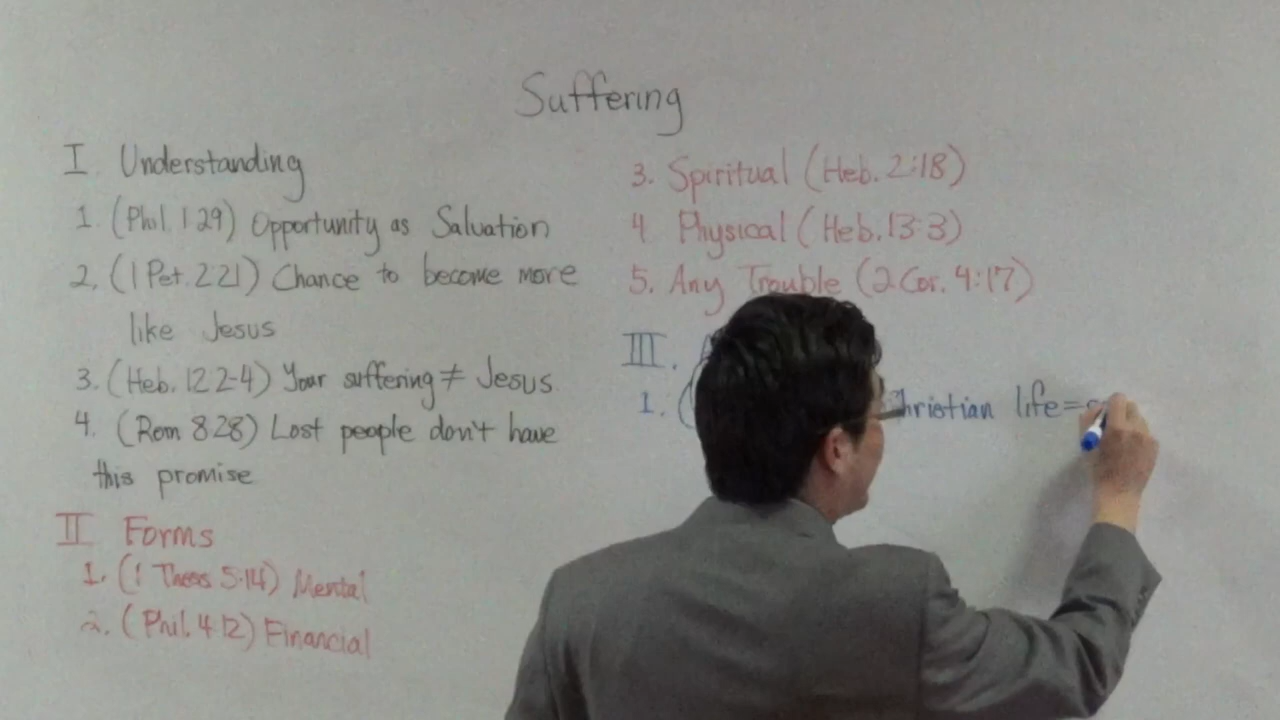 Suffering
I. Understanding
1. (Phil. 1:29) Opportunity as Salvation
2. (1 Pet. 2:21) Chance to become more
like Jesus
3. (Heb. 12:2-4) Your suffering ≠ Jesus
4. (Rom 8:28) Lost people don't have
this promise
II Forms
1. (1 Thess 5:14) Mental
2. (Phil. 4:12) Financial
3. Spiritual (Heb. 2:18)
4 Physical (Heb. 13:3)
5. Any Trouble (2 Cor. 4:17)
III.
1. ( Christian life =